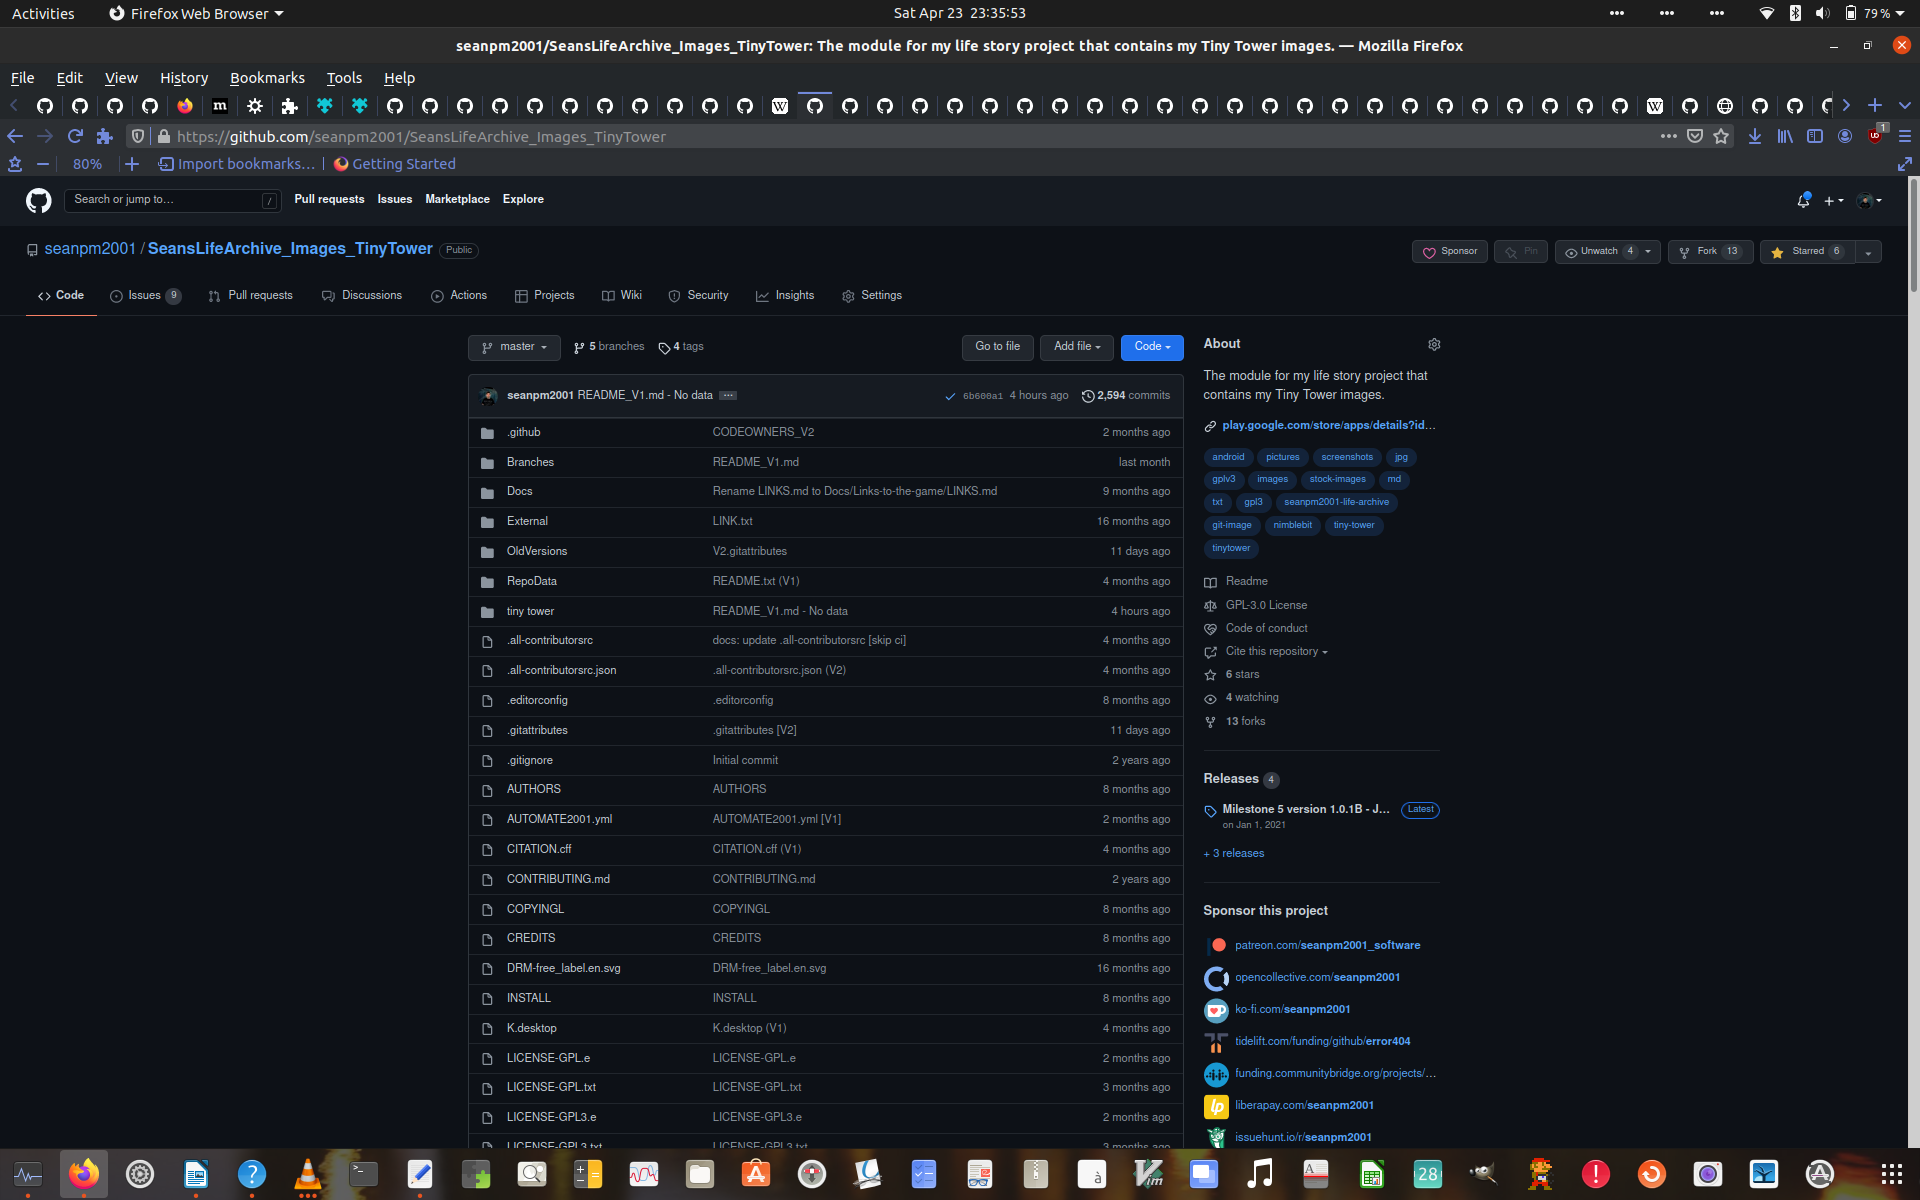 Activities
Firefox Web Browser
Sat Apr 23 23:35:53
79 %
seanpm2001/SeansLifeArchive_Images_TinyTower: The module for my life story project that contains my Tiny Tower images. — Mozilla Firefox
File Edit View History Bookmarks Tools Help
https://github.com/seanpm2001/SeansLifeArchive_Images_TinyTower
1
80% Import bookmarks… Getting Started
Search or jump to… /
Pull requests Issues Marketplace Explore
seanpm2001 / SeansLifeArchive_Images_TinyTower Public
Sponsor Pin Unwatch 4 Fork 13 Starred 6
Code Issues 9 Pull requests Discussions Actions Projects Wiki Security Insights Settings
master 5 branches 4 tags Go to file Add file Code
seanpm2001 README_V1.md - No data 6b600a1 4 hours ago 2,594 commits
.github CODEOWNERS_V2 2 months ago
Branches README_V1.md last month
Docs Rename LINKS.md to Docs/Links-to-the-game/LINKS.md 9 months ago
External LINK.txt 16 months ago
OldVersions V2.gitattributes 11 days ago
RepoData README.txt (V1) 4 months ago
tiny tower README_V1.md - No data 4 hours ago
.all-contributorsrc docs: update .all-contributorsrc [skip ci] 4 months ago
.all-contributorsrc.json .all-contributorsrc.json (V2) 4 months ago
.editorconfig .editorconfig 8 months ago
.gitattributes .gitattributes [V2] 11 days ago
.gitignore Initial commit 2 years ago
AUTHORS AUTHORS 8 months ago
AUTOMATE2001.yml AUTOMATE2001.yml [V1] 2 months ago
CITATION.cff CITATION.cff (V1) 4 months ago
CONTRIBUTING.md CONTRIBUTING.md 2 years ago
COPYINGL COPYINGL 8 months ago
CREDITS CREDITS 8 months ago
DRM-free_label.en.svg DRM-free_label.en.svg 16 months ago
INSTALL INSTALL 8 months ago
K.desktop K.desktop (V1) 4 months ago
LICENSE-GPL.e LICENSE-GPL.e 2 months ago
LICENSE-GPL.txt LICENSE-GPL.txt 3 months ago
LICENSE-GPL3.e LICENSE-GPL3.e 2 months ago
LICENSE-GPL3.txt LICENSE-GPL3.txt 3 months ago
About
The module for my life story project that
contains my Tiny Tower images.
play.google.com/store/apps/details?id…
android pictures screenshots jpg
gplv3 images stock-images md
txt gpl3 seanpm2001-life-archive
git-image nimblebit tiny-tower
tinytower
Readme
GPL-3.0 License
Code of conduct
Cite this repository
6 stars
4 watching
13 forks
Releases 4
Milestone 5 version 1.0.1B - J… Latest
on Jan 1, 2021
+ 3 releases
Sponsor this project
patreon.com/seanpm2001_software
opencollective.com/seanpm2001
ko-fi.com/seanpm2001
tidelift.com/funding/github/error404
funding.communitybridge.org/projects/…
liberapay.com/seanpm2001
issuehunt.io/r/seanpm2001
28